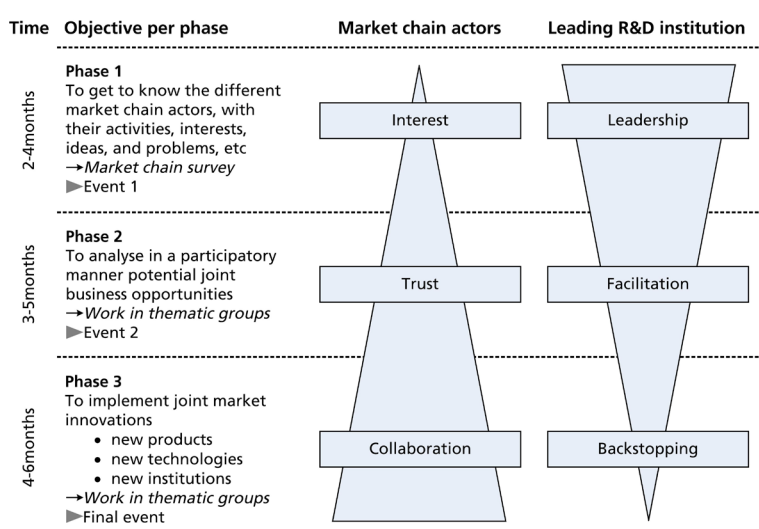 Time Objective per phase Market chain actors Leading R&D institution
2-4months
Phase 1
To get to know the different
market chain actors, with
their activities, interests,
ideas, and problems, etc
→Market chain survey
▶Event 1
Interest
Leadership
3-5months
Phase 2
To analyse in a participatory
manner potential joint
business opportunities
→Work in thematic groups
▶Event 2
Trust
Facilitation
4-6months
Phase 3
To implement joint market
innovations
• new products
• new technologies
• new institutions
→Work in thematic groups
▶Final event
Collaboration
Backstopping